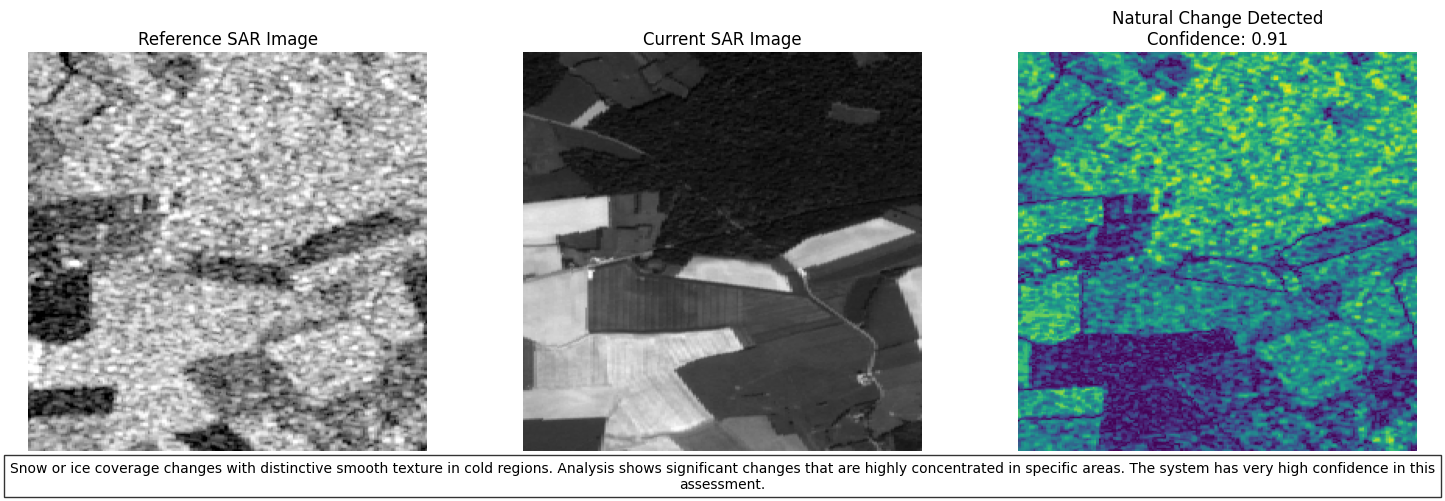 Reference SAR Image
Current SAR Image
Natural Change Detected
Confidence: 0.91
Snow or ice coverage changes with distinctive smooth texture in cold regions. Analysis shows significant changes that are highly concentrated in specific areas. The system has very high confidence in this
assessment.